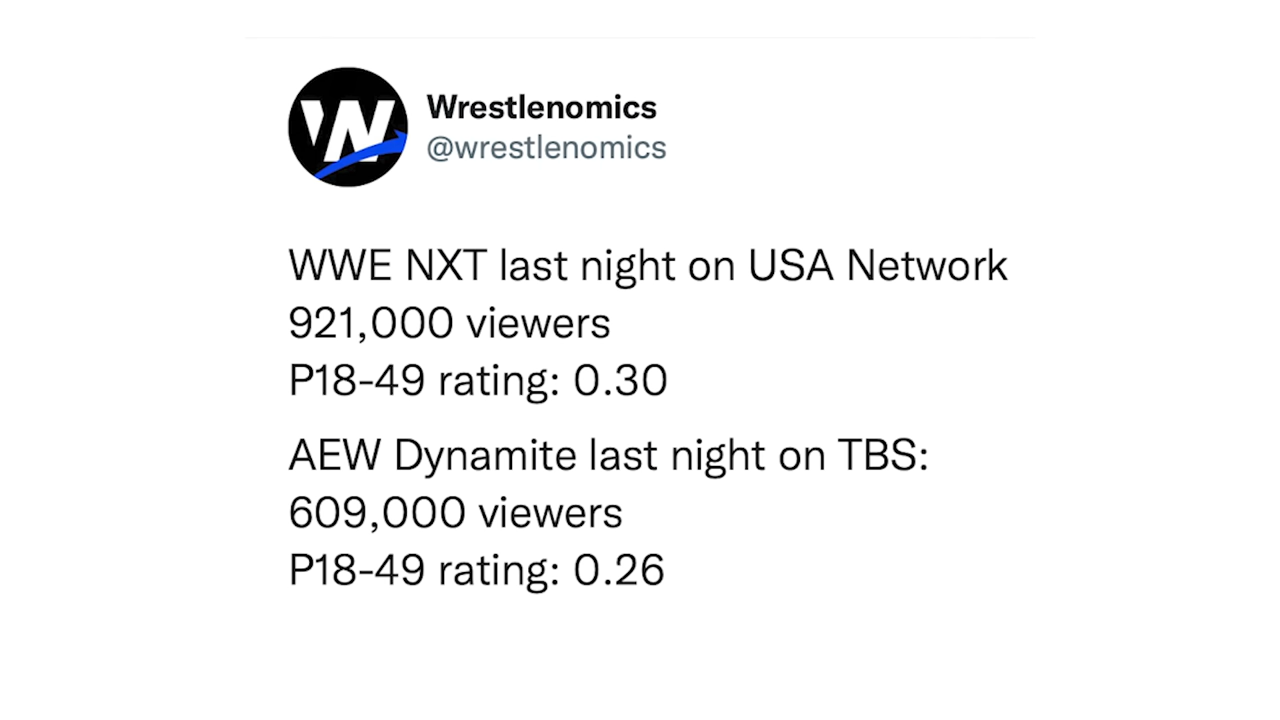 Wrestlenomics
@wrestlenomics
WWE NXT last night on USA Network
921,000 viewers
P18-49 rating: 0.30
AEW Dynamite last night on TBS:
609,000 viewers
P18-49 rating: 0.26